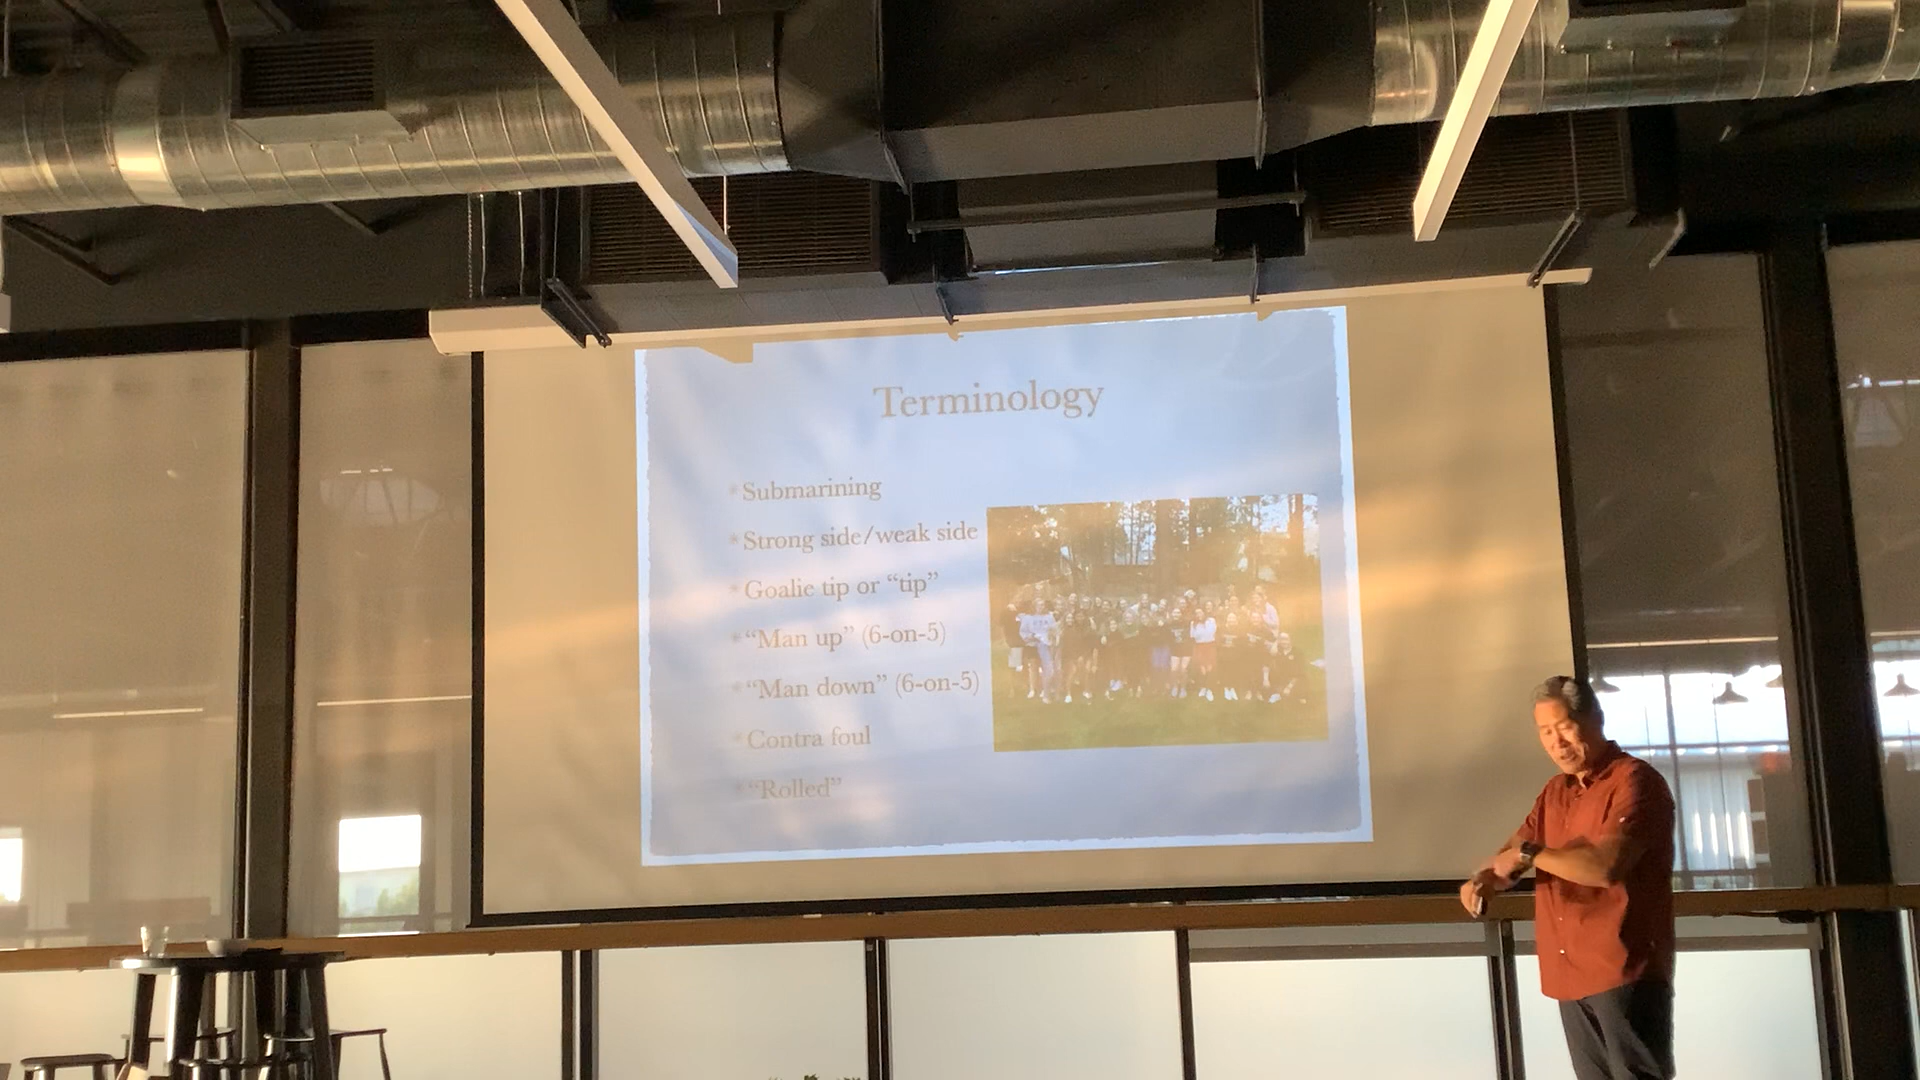 Terminology
* Submarining
* Strong side/weak side
* Goalie tip or “tip”
* “Man up” (6-on-5)
* “Man down” (6-on-5)
* Contra foul
* “Rolled”